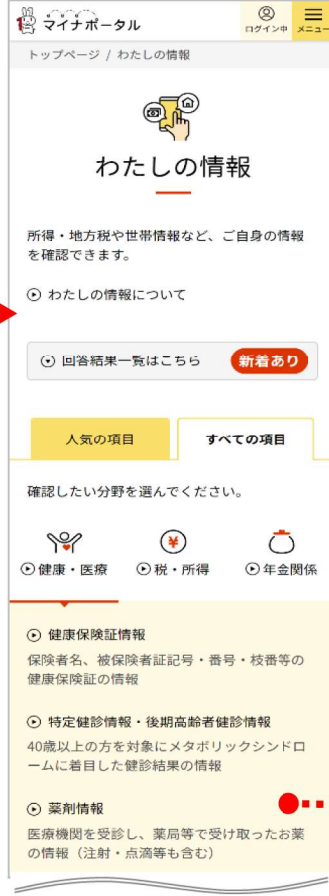 マイナポータル
ログイン中
メニュー
トップページ / わたしの情報
わたしの情報
所得・地方税や世帯情報など、ご自身の情報
を確認できます。
わたしの情報について
回答結果一覧はこちら
新着あり
人気の項目
すべての項目
確認したい分野を選んでください。
健康・医療
¥
税・所得
年金関係
健康保険証情報
保険者名、被保険者証記号・番号・枝番等の
健康保険証の情報
特定健診情報・後期高齢者健診情報
40歳以上の方を対象にメタボリックシンドロ
ームに着目した健診結果の情報
薬剤情報
医療機関を受診し、薬局等で受け取ったお薬
の情報（注射・点滴等も含む）